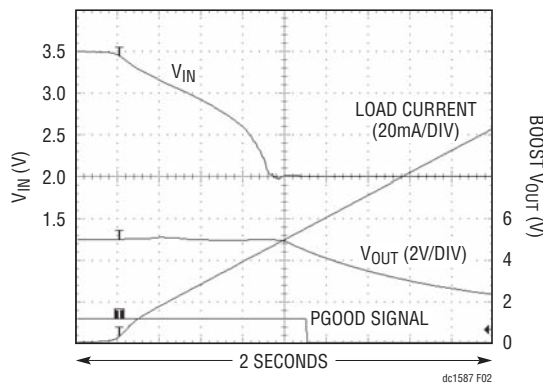 3.5
3.0
2.5
2.0
1.5
V_IN (V)
T
V_IN
LOAD CURRENT
(20mA/DIV)
T
V_OUT (2V/DIV)
T
T
PGOOD SIGNAL
6
4
2
0
BOOST V_OUT (V)
2 SECONDS
dc1587 F02